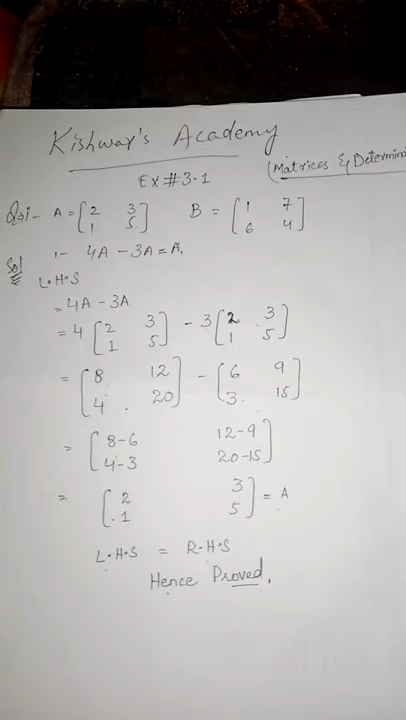 Kishwar's Academy
Ex # 3.1
(Matrices & Determin
Q:1- A = [2 3 B = [1 7
1 5] 6 4]
1- 4A - 3A = A.
Sol
L.H.S
= 4A - 3A
= 4 [2 3 - 3 [2 3
1 5] 1 5]
= [8 12 - [6 9
4 . 20] 3. 15]
= [8-6 12-9
4-3 20-15]
= [2 3
1 5] = A
L.H.S = R.H.S
Hence Proved.